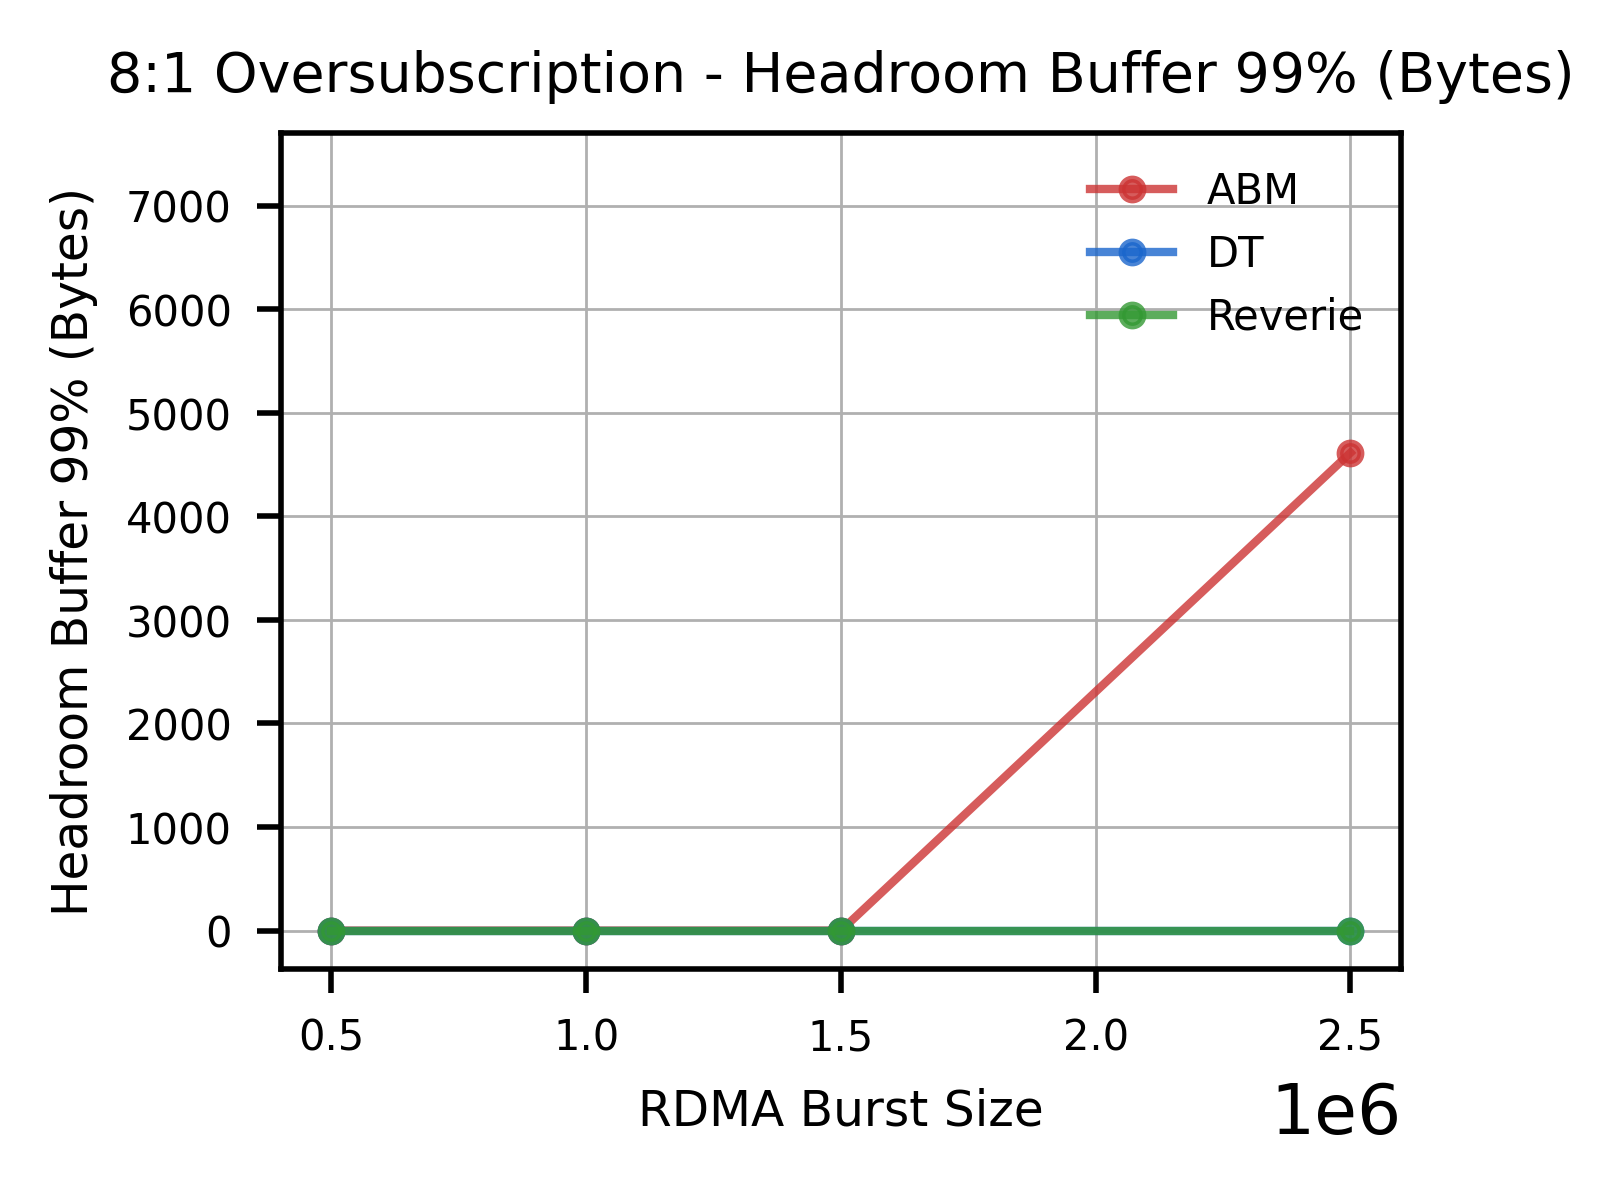 8:1 Oversubscription - Headroom Buffer 99% (Bytes)
Headroom Buffer 99% (Bytes)
7000
6000
5000
4000
3000
2000
1000
0
ABM
DT
Reverie
0.5 1.0 1.5 2.0 2.5
RDMA Burst Size
1e6